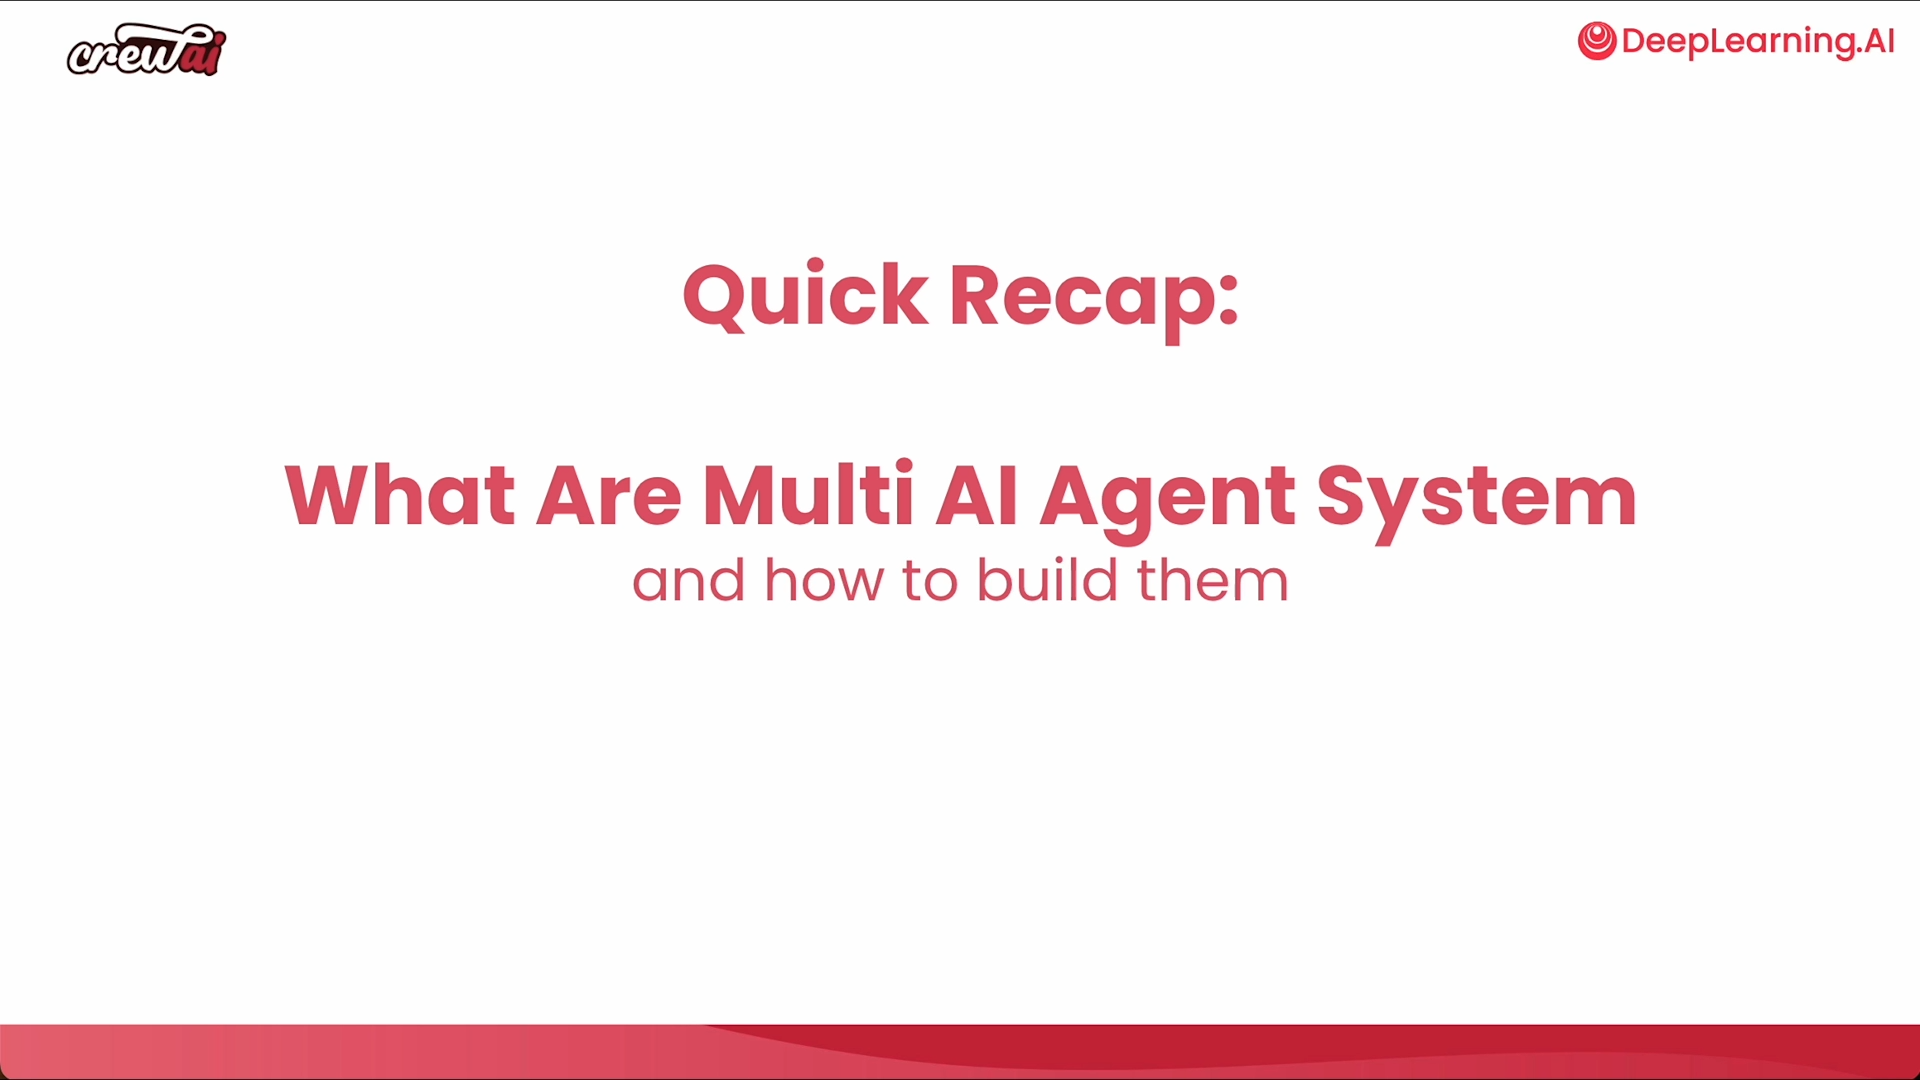 crewai
DeepLearning.AI
Quick Recap:
What Are Multi AI Agent System
and how to build them